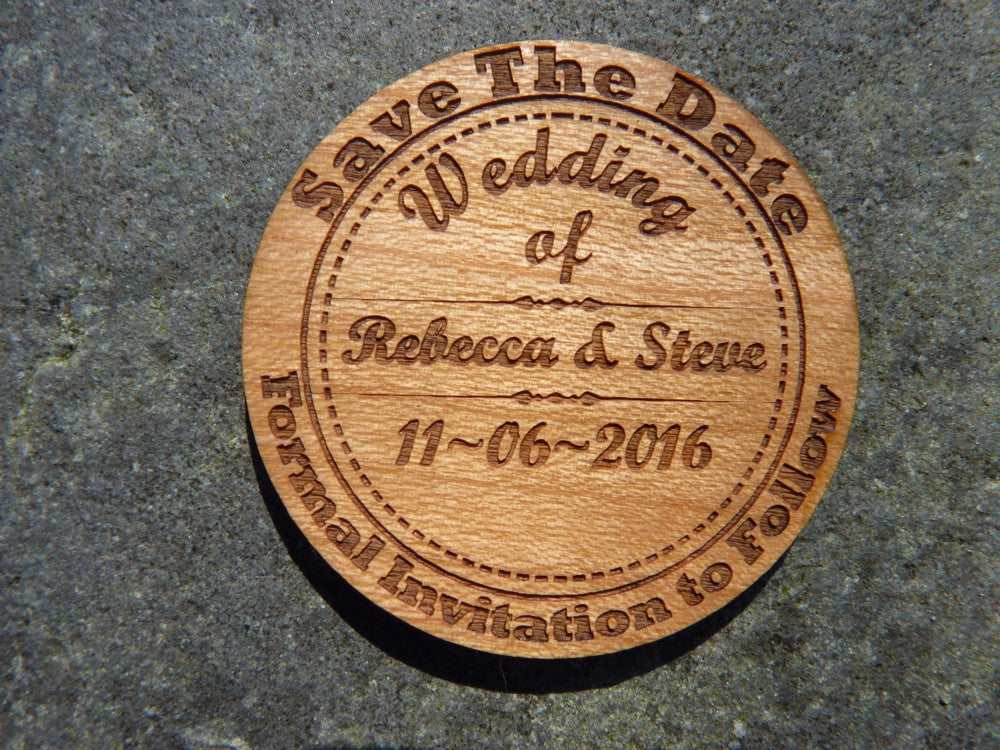 Save The Date
Wedding
of
Rebecca & Steve
11~06~2016
Formal Invitation to Follow